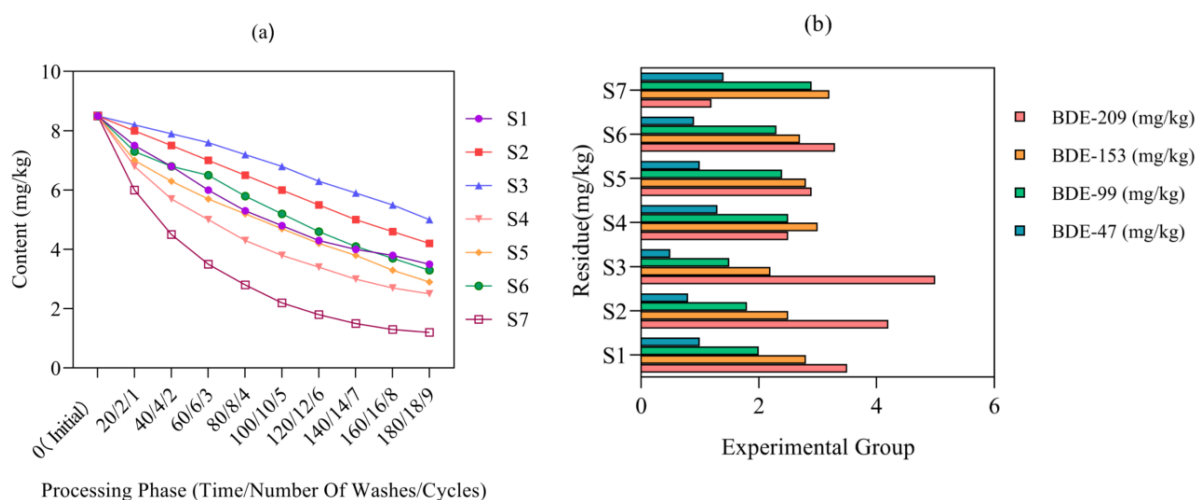 (a)
10
8
6
4
2
0
Content (mg/kg)
0( Initial)
20/2/1
40/4/2
60/6/3
80/8/4
100/10/5
120/12/6
140/14/7
160/16/8
180/18/9
Processing Phase (Time/Number Of Washes/Cycles)
S1
S2
S3
S4
S5
S6
S7
(b)
S7
S6
S5
S4
S3
S2
S1
Residue(mg/kg)
0
2
4
6
Experimental Group
BDE-209 (mg/kg)
BDE-153 (mg/kg)
BDE-99 (mg/kg)
BDE-47 (mg/kg)